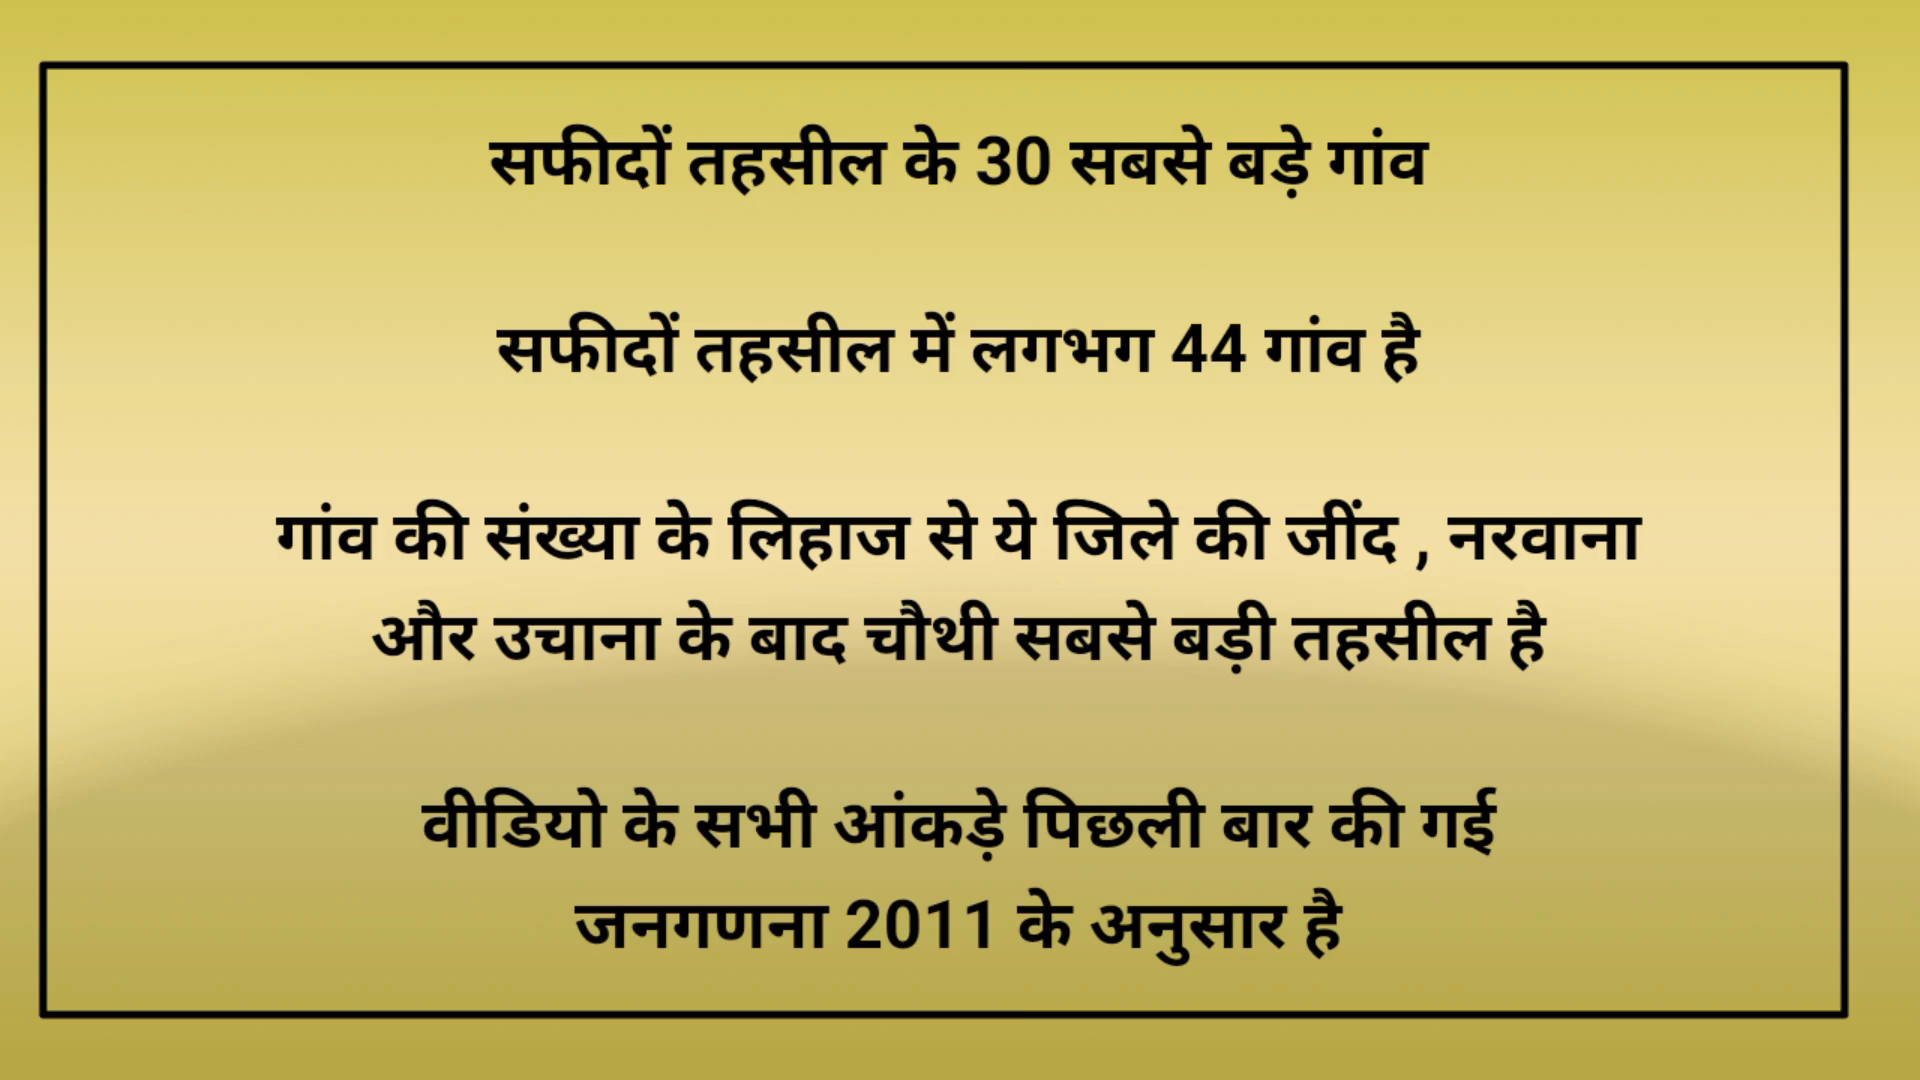 सफीदों तहसील के 30 सबसे बड़े गांव
सफीदों तहसील में लगभग 44 गांव है
गांव की संख्या के लिहाज से ये जिले की जींद , नरवाना
और उचाना के बाद चौथी सबसे बड़ी तहसील है
वीडियो के सभी आंकड़े पिछली बार की गई
जनगणना 2011 के अनुसार है